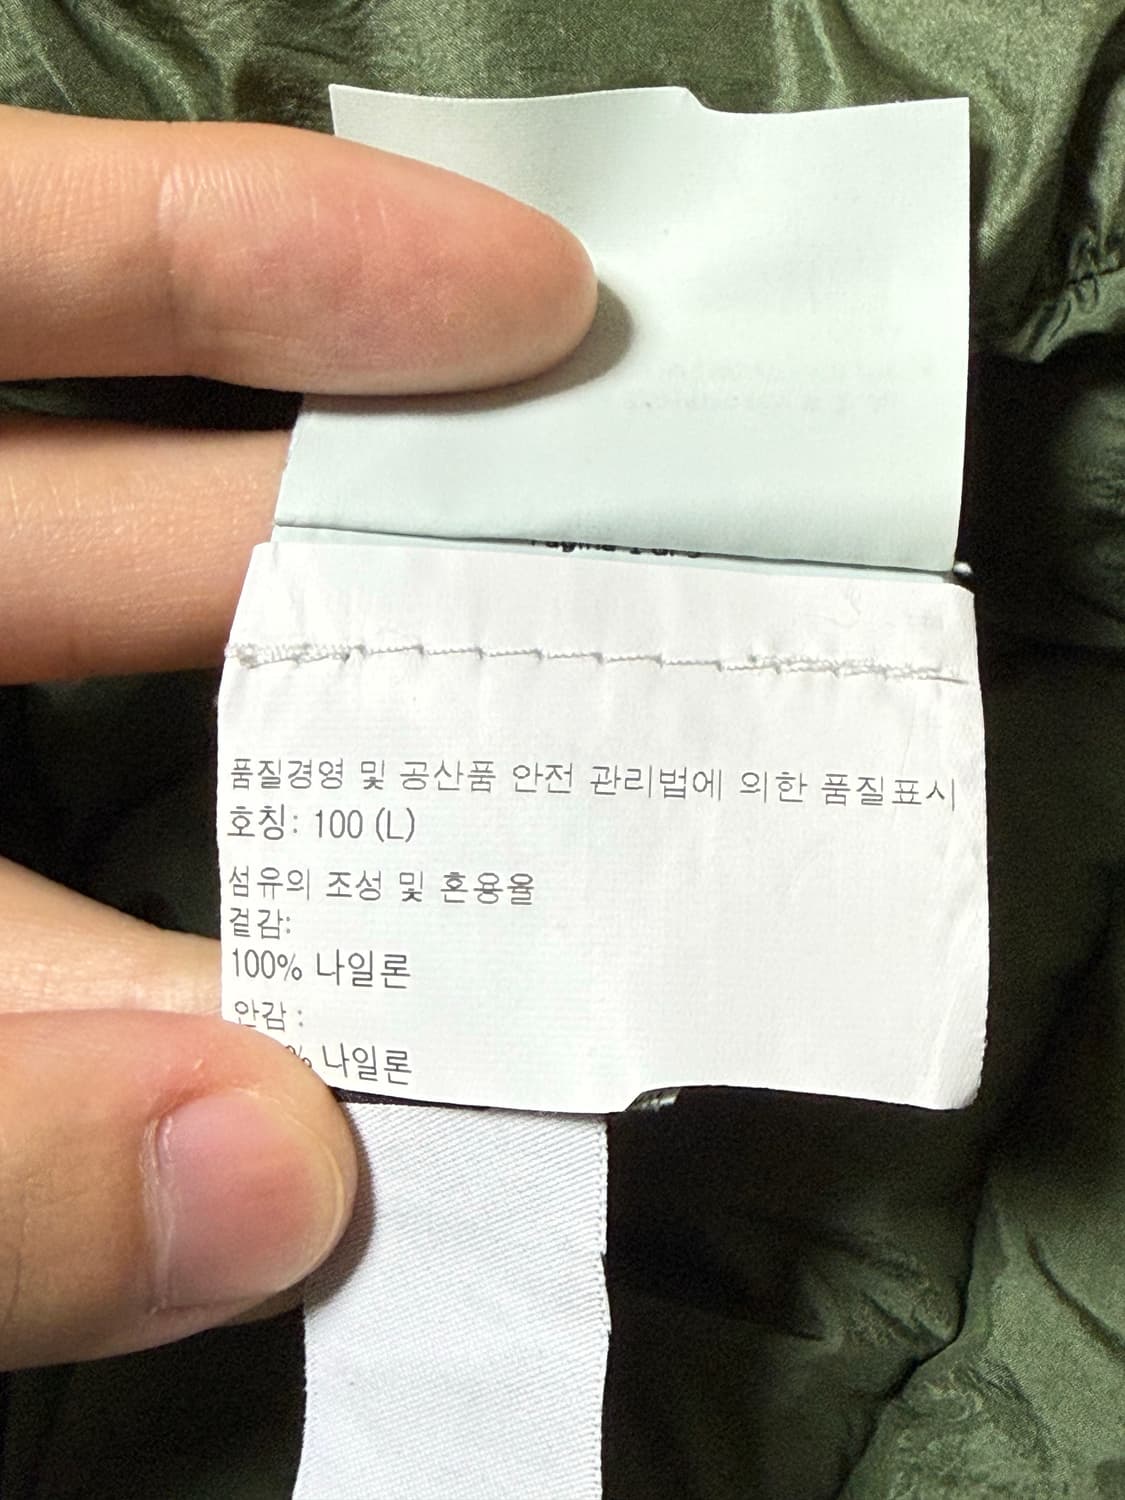 품질경영 및 공산품 안전 관리법에 의한 품질표시
호칭: 100 (L)
섬유의 조성 및 혼용율
겉감:
100% 나일론
안감 :
% 나일론